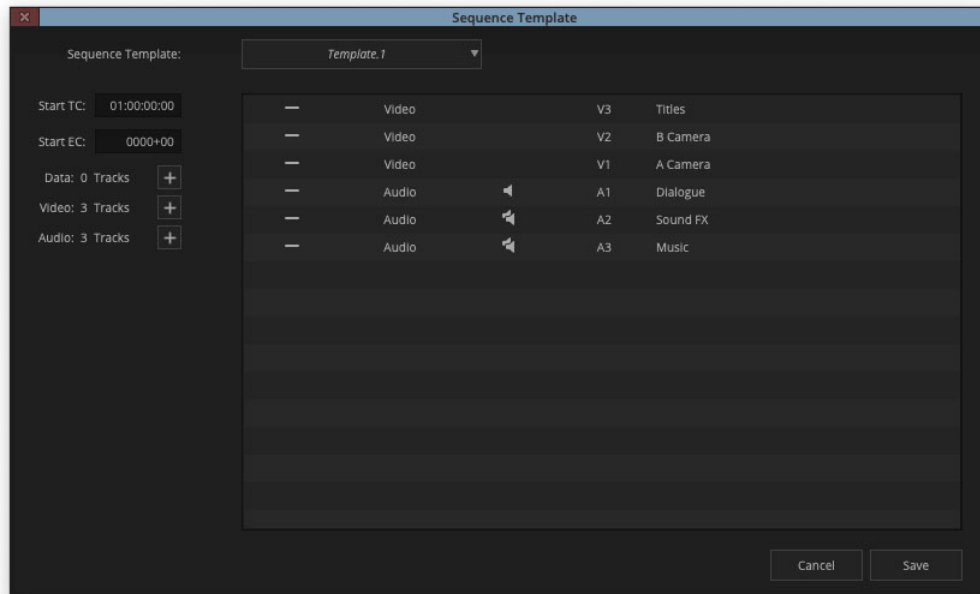 Sequence Template
Sequence Template: Template.1
Start TC: 01:00:00:00
Start EC: 0000+00
Data: 0 Tracks +
Video: 3 Tracks +
Audio: 3 Tracks +
Video V3 Titles
Video V2 B Camera
Video V1 A Camera
Audio A1 Dialogue
Audio A2 Sound FX
Audio A3 Music
Cancel Save